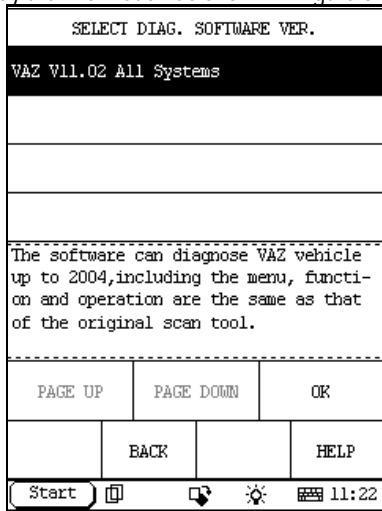 SELECT DIAG. SOFTWARE VER.
VAZ V11.02 All Systems
The software can diagnose VAZ vehicle
up to 2004,including the menu, functi-
on and operation are the same as that
of the original scan tool.
PAGE UP PAGE DOWN OK
BACK HELP
Start 11:22